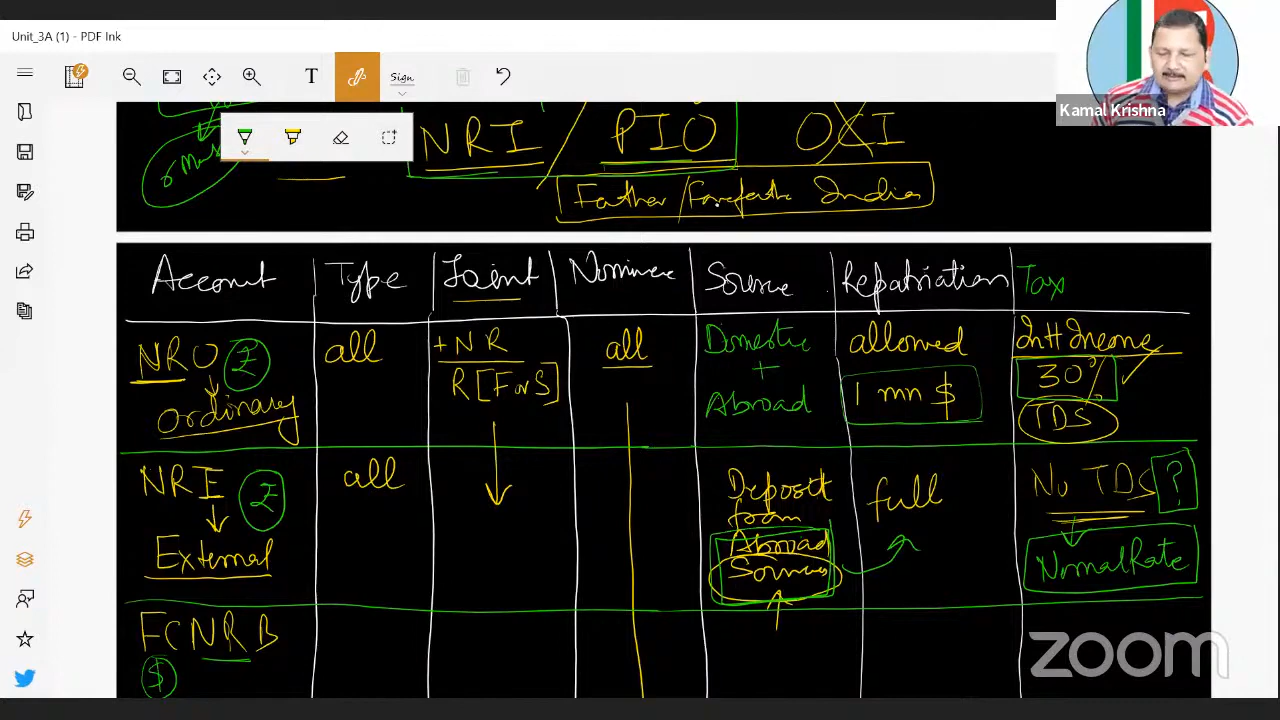 Unit_3A (1) - PDF Ink
T
Sign
Kamal Krishna
NRI / PIO OCI
Father / Forefather India
Account Type Joint Nominee Source Repatriation Tax
NRO ₹ all + NR all Domestic allowed Intt Income
R [F or S] + 1 mn $ 30%
ordinary Abroad TDS
NRE ₹ all Deposit full No TDS ?
from
External Abroad Normal Rate
Sources
FCNRB
$
zoom